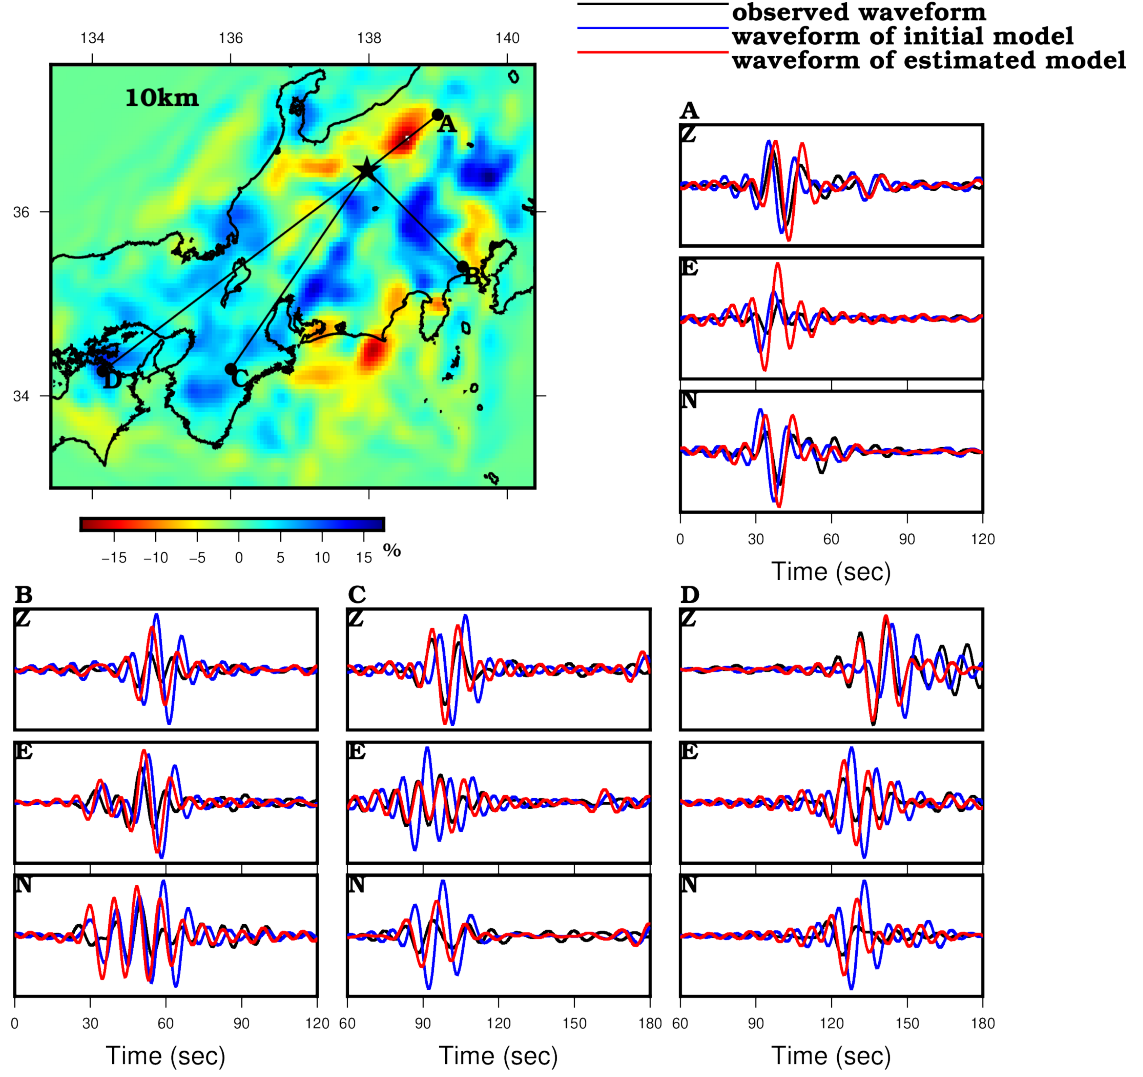 observed waveform
waveform of initial model
waveform of estimated model
134 136 138 140
10km
A
B
C
D
36
34
−15 −10 −5 0 5 10 15 %
A
Z
E
N
0 30 60 90 120
Time (sec)
B C D
Z Z Z
E E E
N N N
0 30 60 90 120 60 90 120 150 180 60 90 120 150 180
Time (sec) Time (sec) Time (sec)